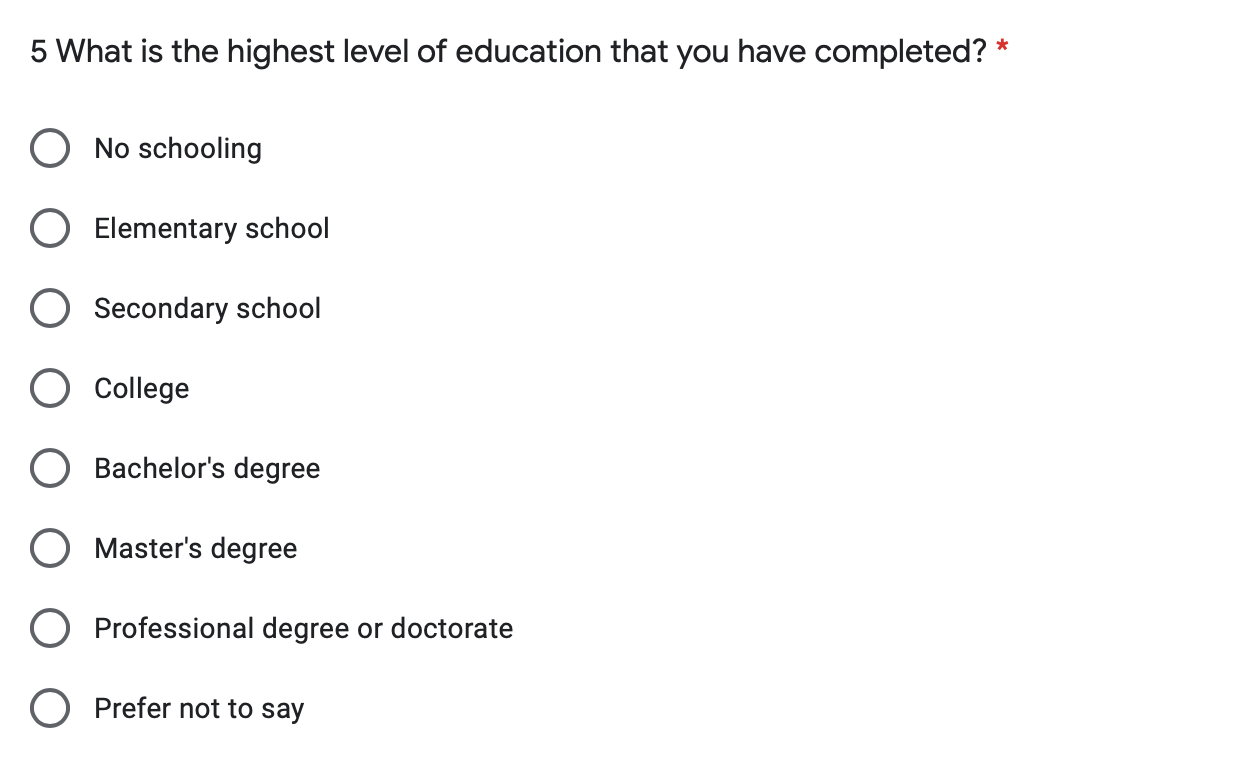 5 What is the highest level of education that you have completed? *
No schooling
Elementary school
Secondary school
College
Bachelor's degree
Master's degree
Professional degree or doctorate
Prefer not to say